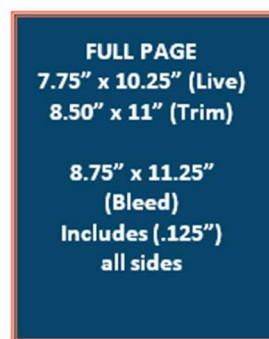 FULL PAGE
7.75” x 10.25” (Live)
8.50” x 11” (Trim)
8.75” x 11.25”
(Bleed)
Includes (.125”)
all sides